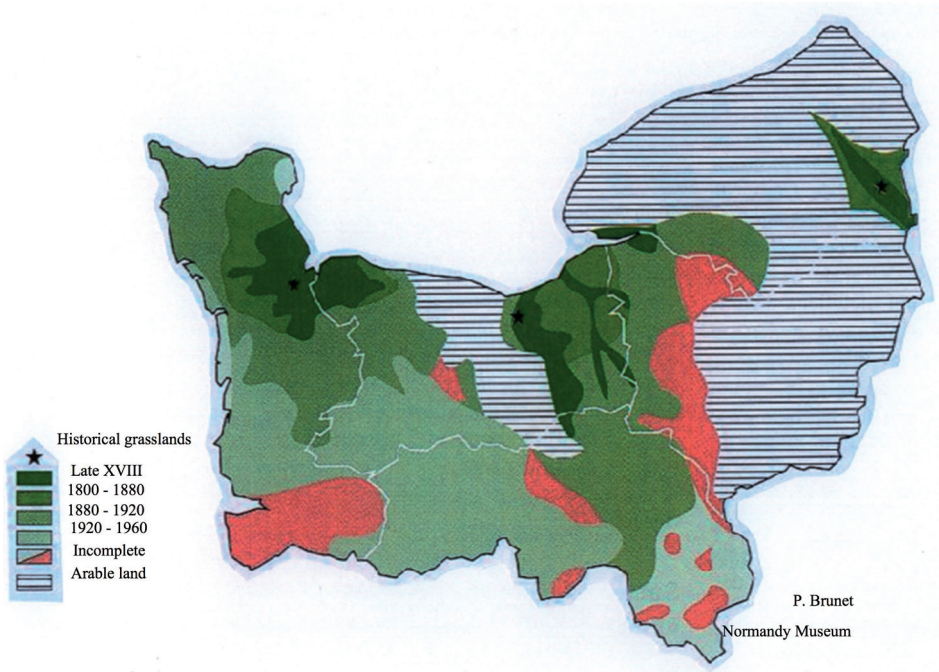 Historical grasslands
Late XVIII
1800 - 1880
1880 - 1920
1920 - 1960
Incomplete
Arable land
P. Brunet
Normandy Museum